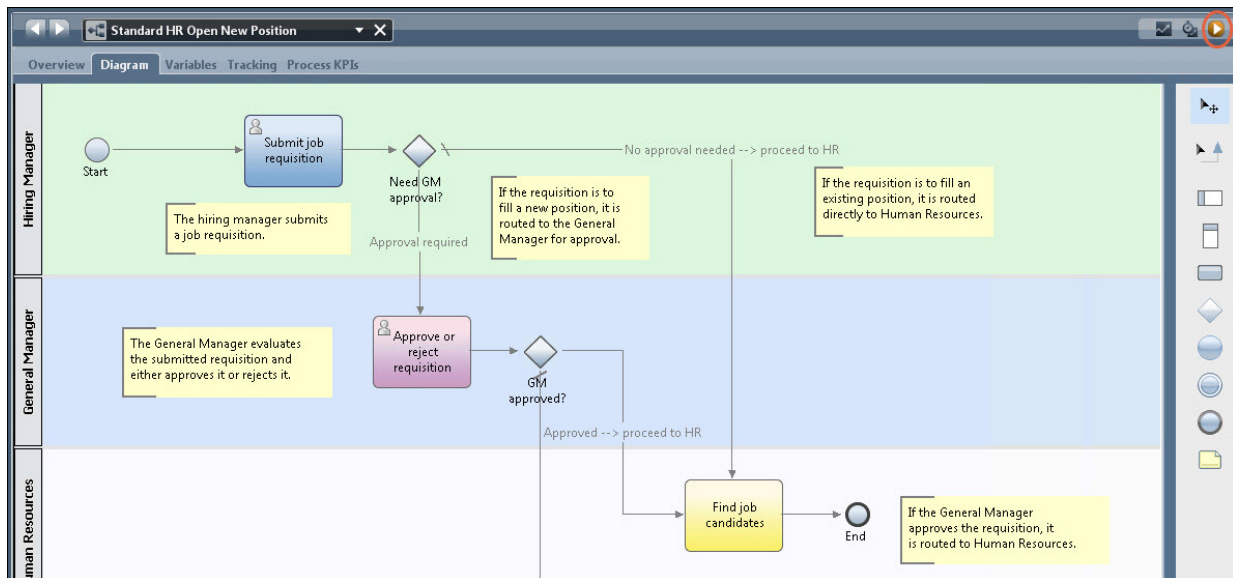 Standard HR Open New Position
Overview Diagram Variables Tracking Process KPIs
Hiring Manager
Start
Submit job
requisition
Need GM
approval?
No approval needed --> proceed to HR
The hiring manager submits
a job requisition.
Approval required
If the requisition is to
fill a new position, it is
routed to the General
Manager for approval.
If the requisition is to fill an
existing position, it is routed
directly to Human Resources.
General Manager
The General Manager evaluates
the submitted requisition and
either approves it or rejects it.
Approve or
reject
requisition
GM
approved?
Approved --> proceed to HR
uman Resources
Find job
candidates
End
If the General Manager
approves the requisition, it
is routed to Human Resources.